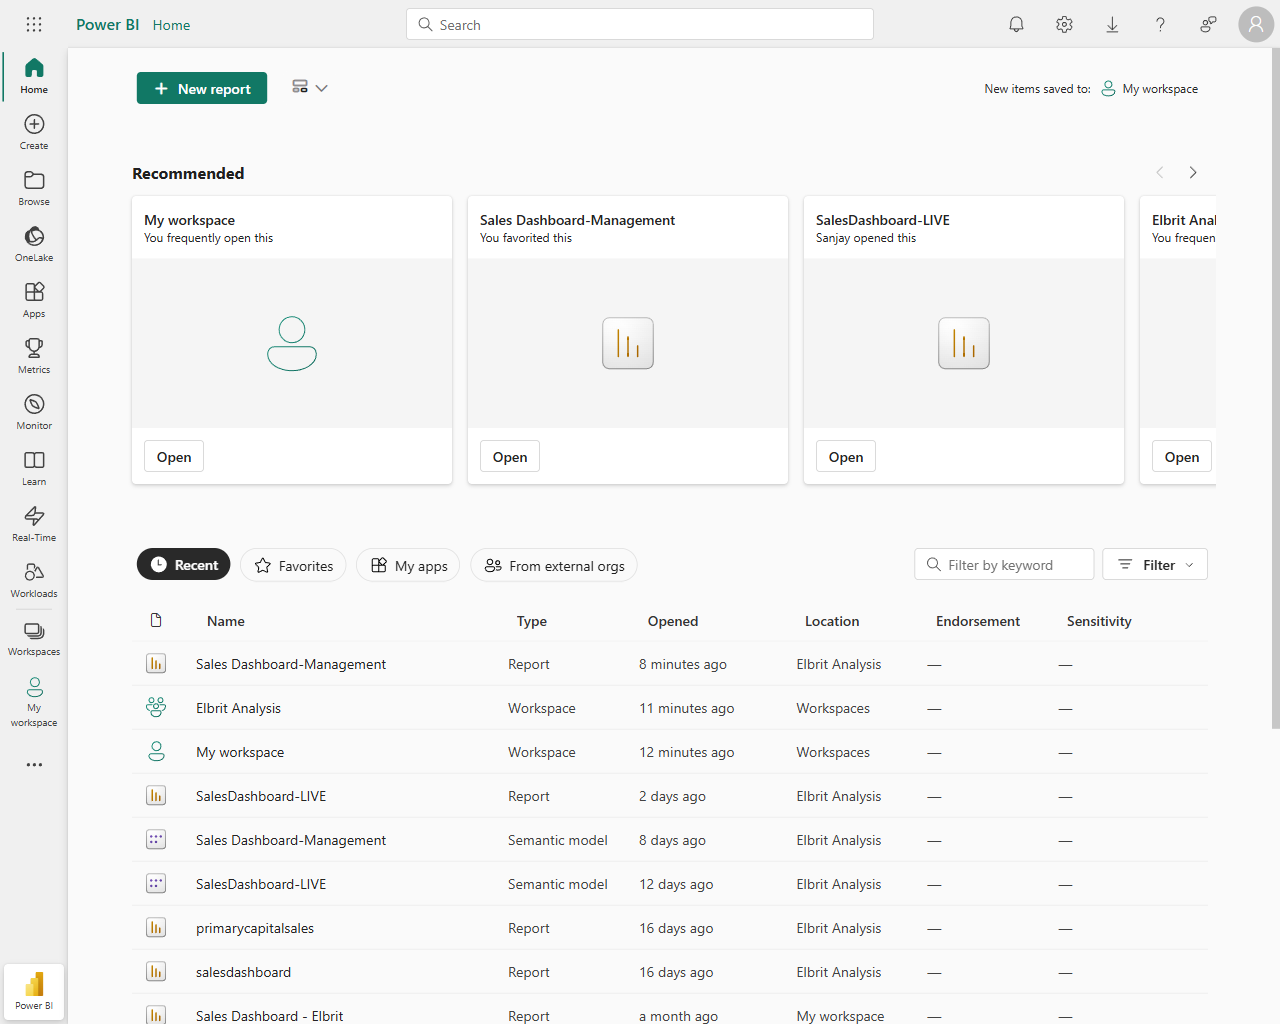 Power BI Home
Search
Home
Create
Browse
OneLake
Apps
Metrics
Monitor
Learn
Real-Time
Workloads
Workspaces
My
workspace
Power BI
New report
New items saved to: My workspace
Recommended
My workspace
You frequently open this
Open
Sales Dashboard-Management
You favorited this
Open
SalesDashboard-LIVE
Sanjay opened this
Open
Elbrit Anal
You frequen
Open
Recent Favorites My apps From external orgs Filter by keyword Filter
Name Type Opened Location Endorsement Sensitivity
Sales Dashboard-Management Report 8 minutes ago Elbrit Analysis — —
Elbrit Analysis Workspace 11 minutes ago Workspaces — —
My workspace Workspace 12 minutes ago Workspaces — —
SalesDashboard-LIVE Report 2 days ago Elbrit Analysis — —
Sales Dashboard-Management Semantic model 8 days ago Elbrit Analysis — —
SalesDashboard-LIVE Semantic model 12 days ago Elbrit Analysis — —
primarycapitalsales Report 16 days ago Elbrit Analysis — —
salesdashboard Report 16 days ago Elbrit Analysis — —
Sales Dashboard - Elbrit Report a month ago My workspace — —